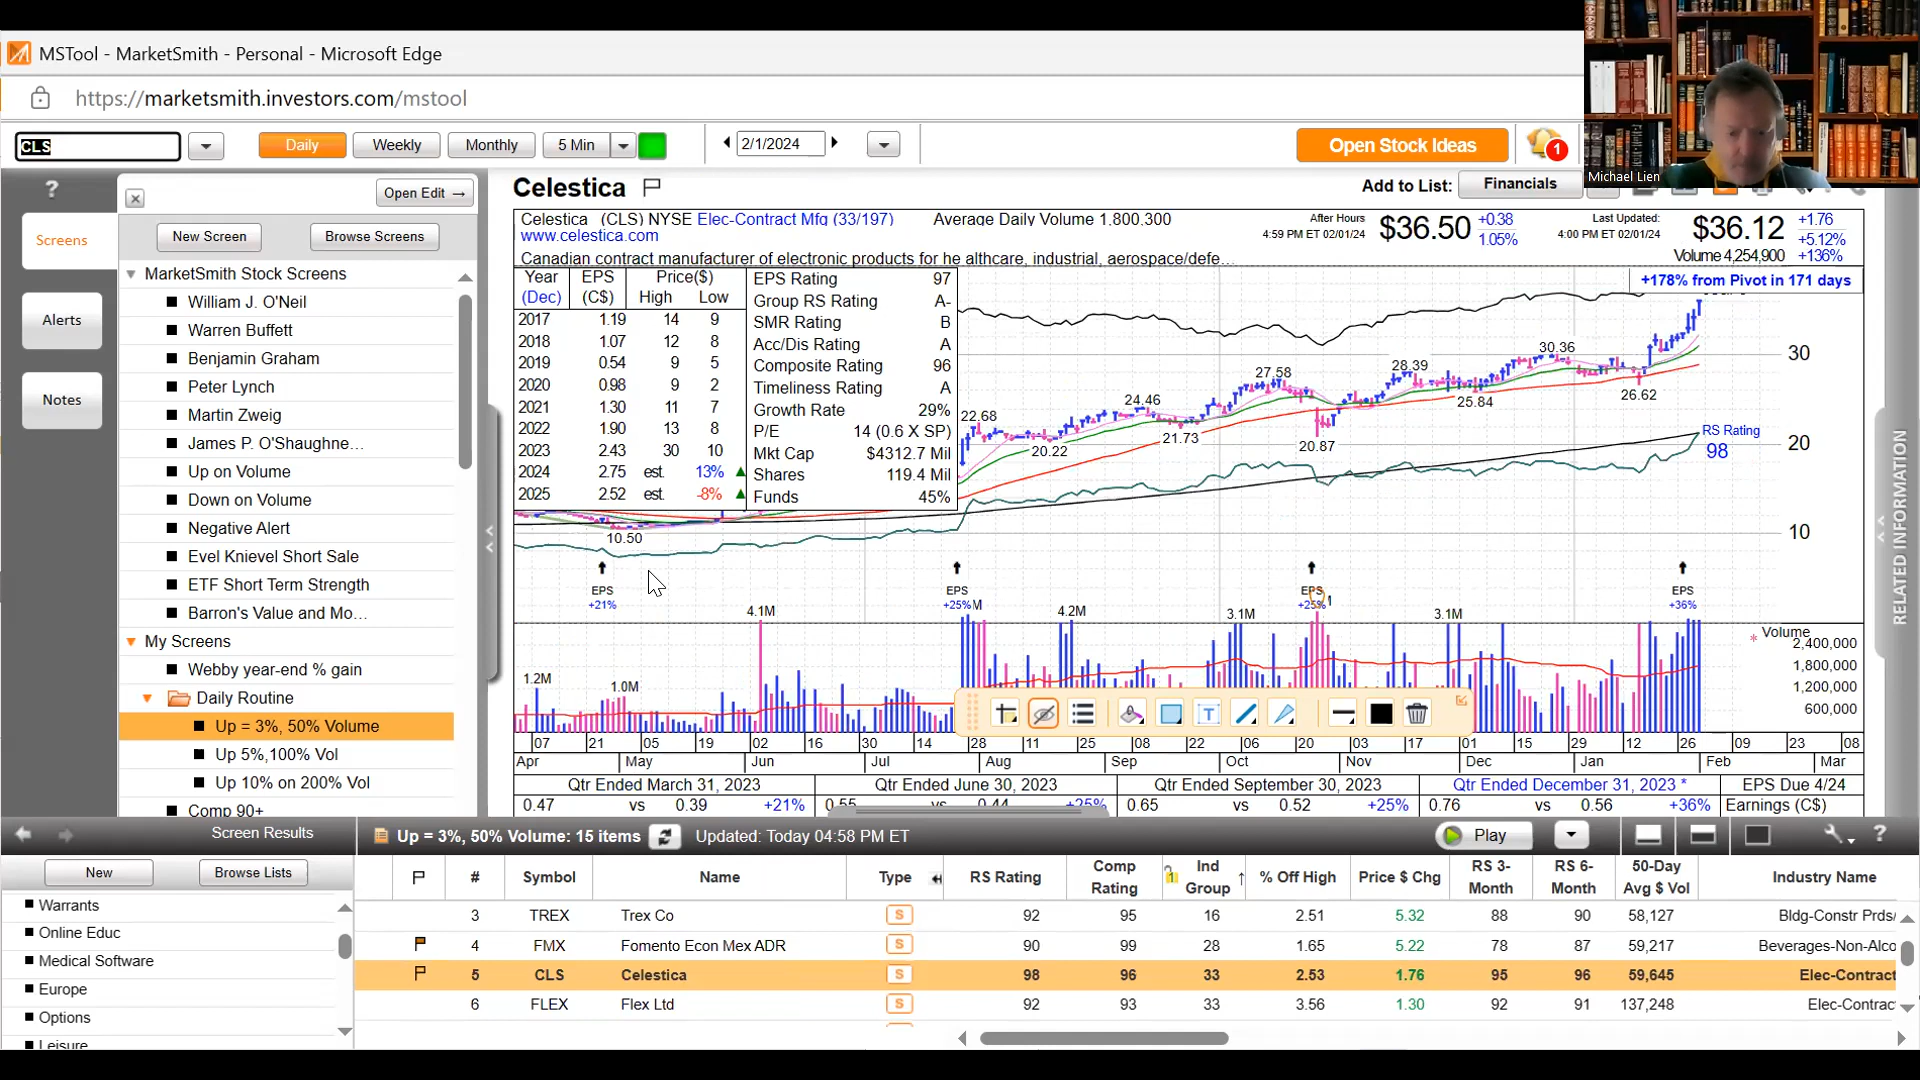 MSTool - MarketSmith - Personal - Microsoft Edge
https://marketsmith.investors.com/mstool
CLS
Daily
Weekly
Monthly
5 Min
2/1/2024
Open Stock Ideas
1
Michael Lien
?
Screens
Alerts
Notes
Open Edit →
New Screen
Browse Screens
MarketSmith Stock Screens
William J. O'Neil
Warren Buffett
Benjamin Graham
Peter Lynch
Martin Zweig
James P. O'Shaughne...
Up on Volume
Down on Volume
Negative Alert
Evel Knievel Short Sale
ETF Short Term Strength
Barron's Value and Mo...
My Screens
Webby year-end % gain
Daily Routine
Up = 3%, 50% Volume
Up 5%,100% Vol
Up 10% on 200% Vol
Comp 90+
Celestica
Add to List:
Financials
Celestica (CLS) NYSE Elec-Contract Mfg (33/197) Average Daily Volume 1,800,300
www.celestica.com
Canadian contract manufacturer of electronic products for he althcare, industrial, aerospace/defe...
After Hours
4:59 PM ET 02/01/24
$36.50
+0.38
1.05%
Last Updated:
4:00 PM ET 02/01/24
$36.12
+1.76
+5.12%
Volume 4,254,900 +136%
+178% from Pivot in 171 days
Year EPS Price($)
(Dec) (C$) High Low
2017 1.19 14 9
2018 1.07 12 8
2019 0.54 9 5
2020 0.98 9 2
2021 1.30 11 7
2022 1.90 13 8
2023 2.43 30 10
2024 2.75 est. 13%
2025 2.52 est. -8%
EPS Rating 97
Group RS Rating A-
SMR Rating B
Acc/Dis Rating A
Composite Rating 96
Timeliness Rating A
Growth Rate 29%
P/E 14 (0.6 X SP)
Mkt Cap $4312.7 Mil
Shares 119.4 Mil
Funds 45%
10.50
22.68
20.22
24.46
21.73
27.58
20.87
28.39
25.84
30.36
26.62
30
20
10
RS Rating
98
EPS +21%
EPS +25%
EPS +25%
EPS +36%
1.2M
1.0M
4.1M
4.2M
3.1M
3.1M
Volume
2,400,000
1,800,000
1,200,000
600,000
07 21 05 19 02 16 30 14 28 11 25 08 22 06 20 03 17 01 15 29 12 26 09 23 08
Apr May Jun Jul Aug Sep Oct Nov Dec Jan Feb Mar
Qtr Ended March 31, 2023 Qtr Ended June 30, 2023 Qtr Ended September 30, 2023 Qtr Ended December 31, 2023 * EPS Due 4/24
0.47 vs 0.39 +21% 0.55 vs 0.44 +25% 0.65 vs 0.52 +25% 0.76 vs 0.56 +36% Earnings (C$)
RELATED INFORMATION
Screen Results
Up = 3%, 50% Volume: 15 items
Updated: Today 04:58 PM ET
Play
?
New
Browse Lists
Warrants
Online Educ
Medical Software
Europe
Options
Leisure
# Symbol Name Type RS Rating Comp Rating Ind Group % Off High Price $ Chg RS 3-Month RS 6-Month 50-Day Avg $ Vol Industry Name
3 TREX Trex Co S 92 95 16 2.51 5.32 88 90 58,127 Bldg-Constr Prds/
4 FMX Fomento Econ Mex ADR S 90 99 28 1.65 5.22 78 87 59,217 Beverages-Non-Alco
5 CLS Celestica S 98 96 33 2.53 1.76 95 96 59,645 Elec-Contract
6 FLEX Flex Ltd S 92 93 33 3.56 1.30 92 91 137,248 Elec-Contrac